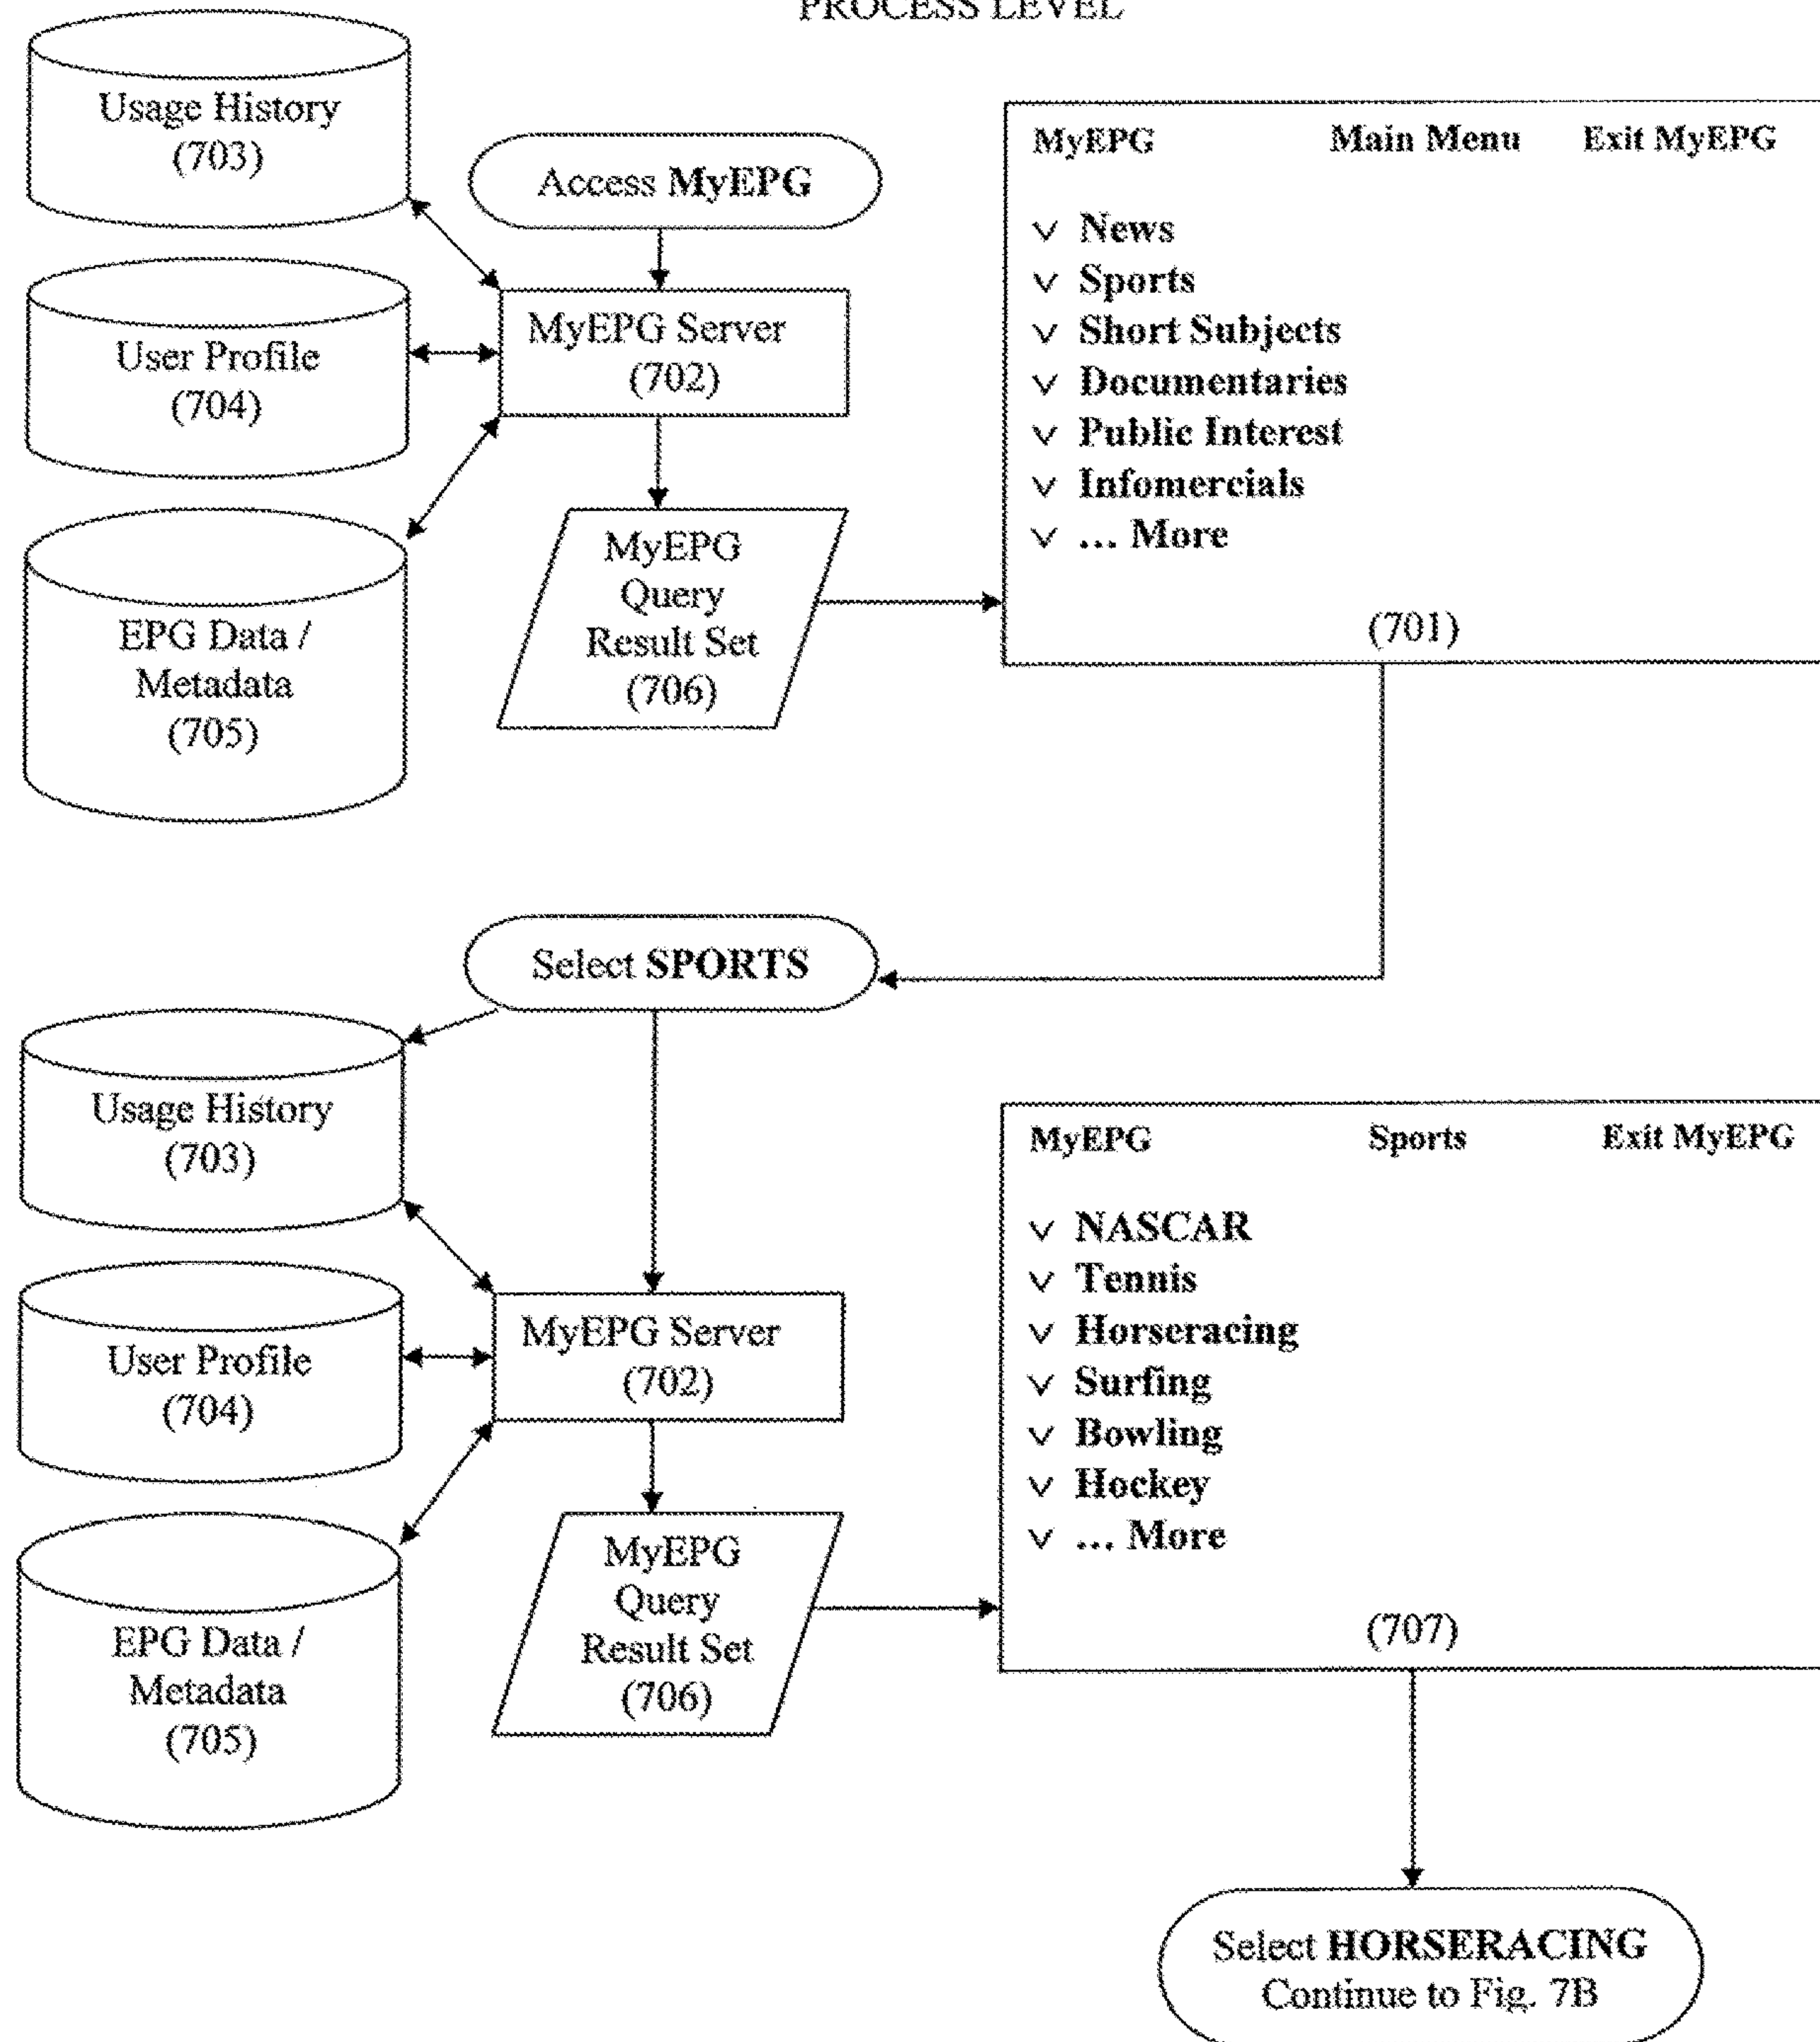 PROCESS LEVEL
Usage History
(703)
Access MyEPG
User Profile
(704)
MyEPG Server
(702)
EPG Data /
Metadata
(705)
MyEPG
Query
Result Set
(706)
MyEPG Main Menu Exit MyEPG
v News
v Sports
v Short Subjects
v Documentaries
v Public Interest
v Infomercials
v ... More
(701)
Select SPORTS
Usage History
(703)
User Profile
(704)
MyEPG Server
(702)
EPG Data /
Metadata
(705)
MyEPG
Query
Result Set
(706)
MyEPG Sports Exit MyEPG
v NASCAR
v Tennis
v Horseracing
v Surfing
v Bowling
v Hockey
v ... More
(707)
Select HORSERACING
Continue to Fig. 7B